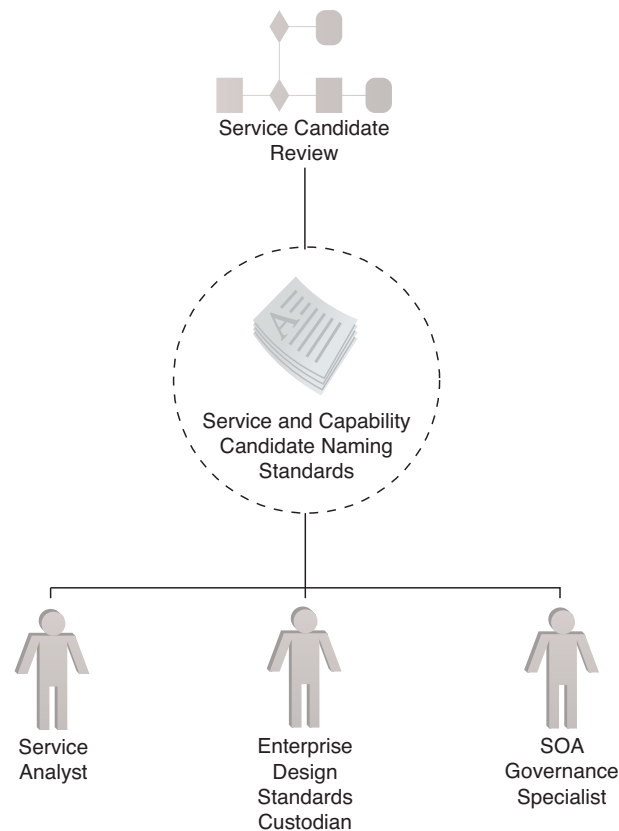 Service Candidate
Review
A
Service and Capability
Candidate Naming
Standards
Service
Analyst
Enterprise
Design
Standards
Custodian
SOA
Governance
Specialist